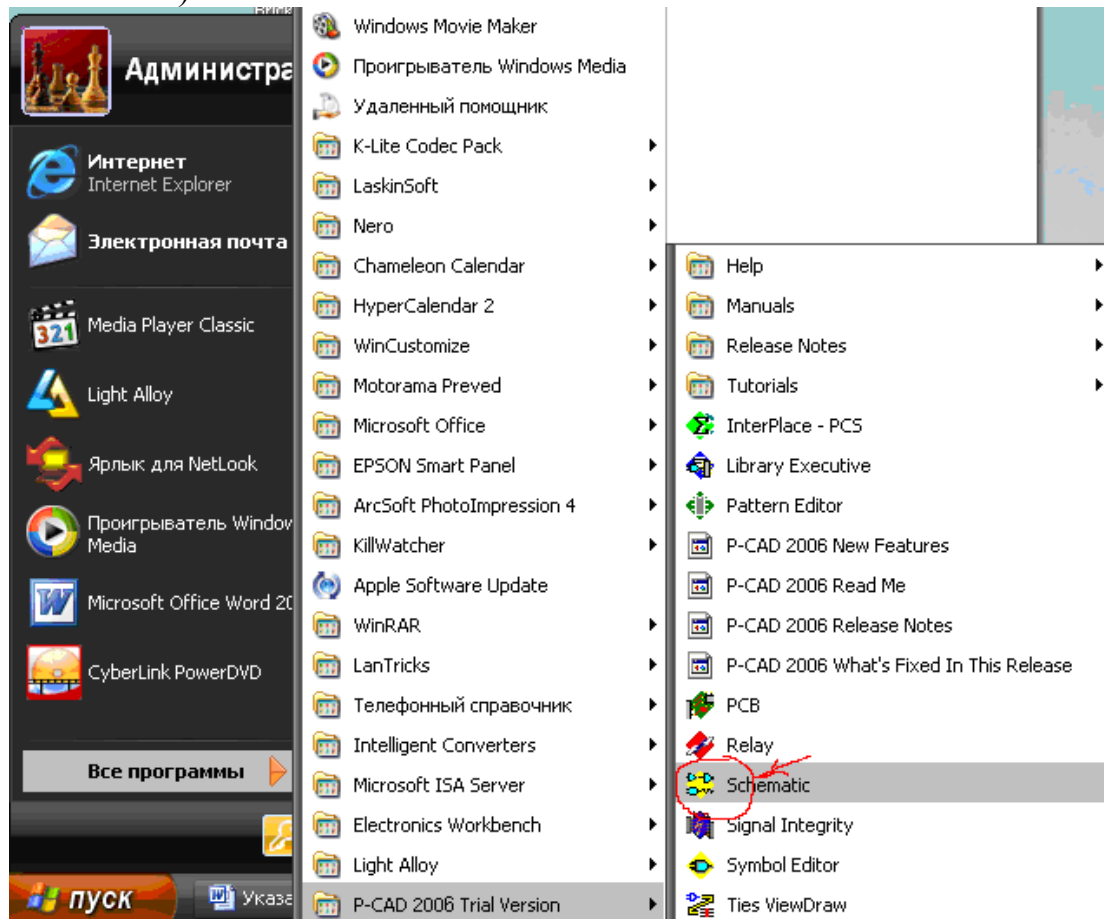 Администра
Интернет
Internet Explorer
Электронная почта
321
Media Player Classic
Light Alloy
Ярлык для NetLook
Проигрыватель Window
Media
Microsoft Office Word 20
CyberLink PowerDVD
Все программы
пуск
Указа
Windows Movie Maker
Проигрыватель Windows Media
Удаленный помощник
K-Lite Codec Pack
LaskinSoft
Nero
Chameleon Calendar
HyperCalendar 2
WinCustomize
Motorama Preved
Microsoft Office
EPSON Smart Panel
ArcSoft PhotoImpression 4
KillWatcher
Apple Software Update
WinRAR
LanTricks
Телефонный справочник
Intelligent Converters
Microsoft ISA Server
Electronics Workbench
Light Alloy
P-CAD 2006 Trial Version
Help
Manuals
Release Notes
Tutorials
InterPlace - PCS
Library Executive
Pattern Editor
P-CAD 2006 New Features
P-CAD 2006 Read Me
P-CAD 2006 Release Notes
P-CAD 2006 What's Fixed In This Release
PCB
Relay
Schematic
Signal Integrity
Symbol Editor
Ties ViewDraw